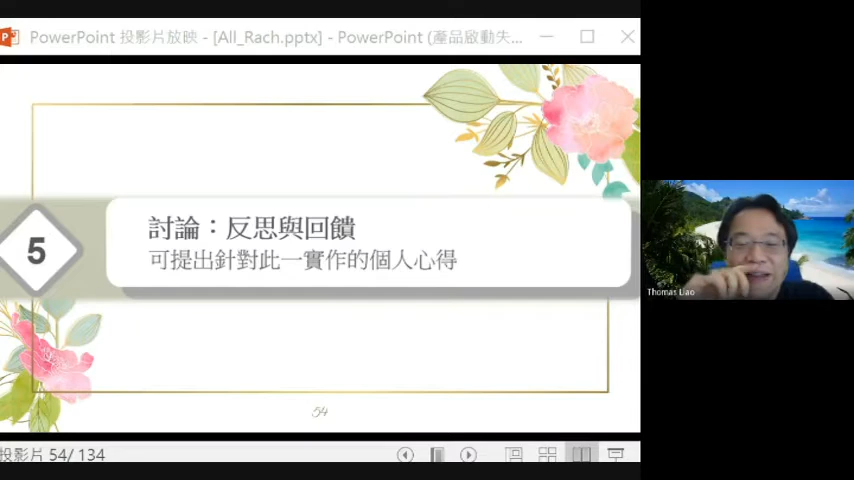 PowerPoint 投影片放映 - [All_Rach.pptx] - PowerPoint (產品啟動失...
5
討論：反思與回饋
可提出針對此一實作的個人心得
54
投影片 54/ 134
Thomas Liao